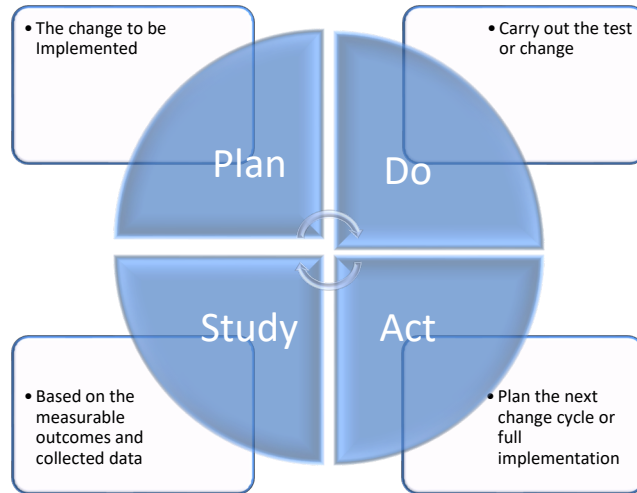 • The change to be
Implemented
• Carry out the test
or change
Plan
Do
Study
Act
• Based on the
measurable
outcomes and
collected data
• Plan the next
change cycle or
full
implementation